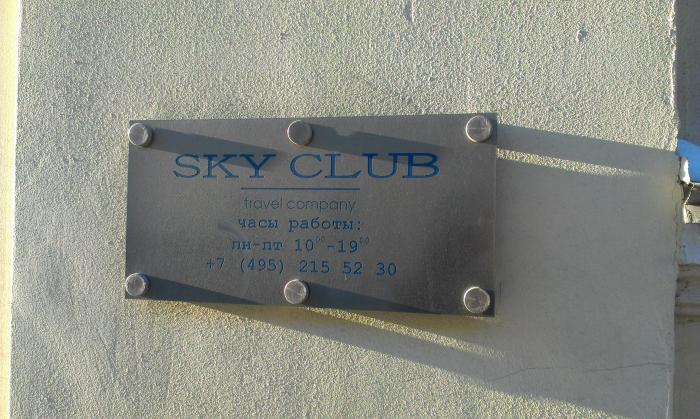 SKY CLUB
travel company
часы работы:
пн-пт 10⁰⁰-19⁰⁰
+7 (495) 215 52 30